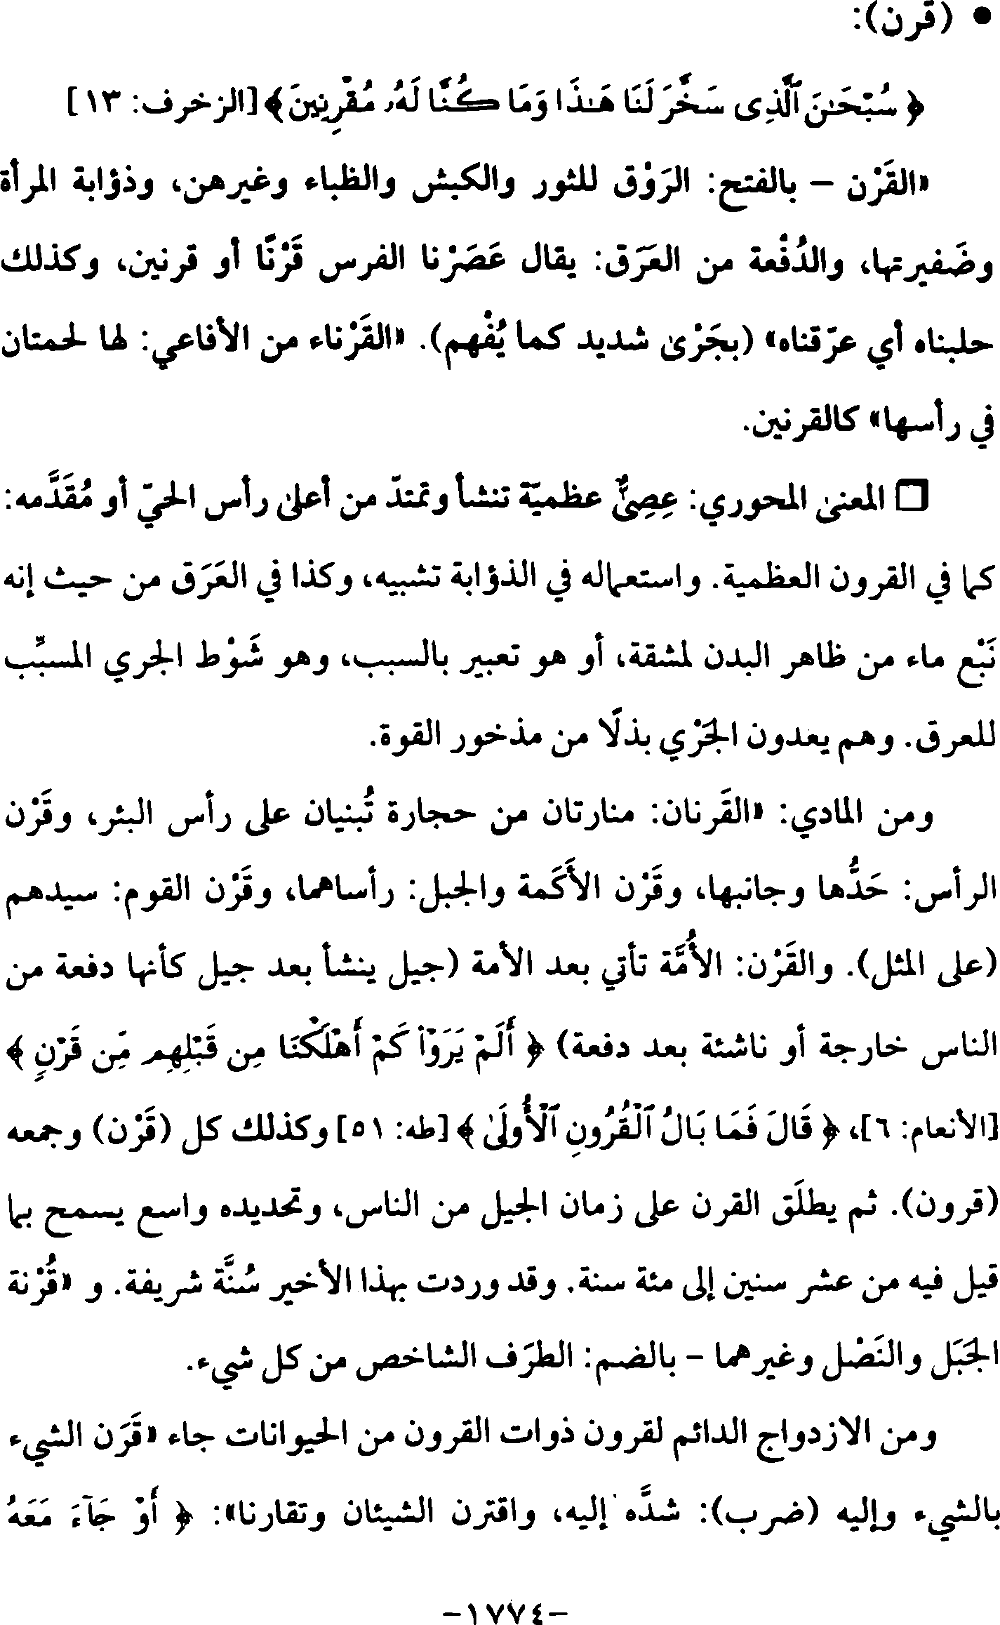 • (قرن):
﴿ سُبْحَـٰنَ ٱلَّذِى سَخَّرَ لَنَا هَـٰذَا وَمَا كُنَّا لَهُۥ مُقْرِنِينَ ﴾ [الزخرف: ١٣]
«القَرْن – بالفتح: الرَوْق للثور والكبش والظباء وغيرهن، وذؤابة المرأة
وضَفيرتها، والدُفْعة من العَرَق: يقال عَصَرْنا الفرس قَرْنًا أو قرنين، وكذلك
حلبناه أي عرّقناه» (بجَرْىٰ شديد كما يُفْهم). «القَرْناء من الأفاعي: لها لحمتان
في رأسها» كالقرنين.
□ المعنىٰ المحوري: عِصِىٌّ عظميّة تنشأ وتمتدّ من أعلىٰ رأس الحيّ أو مُقَدَّمه:
كما في القرون العظمية. واستعماله في الذؤابة تشبيه، وكذا في العَرَق من حيث إنه
نَبْع ماء من ظاهر البدن لمشقة، أو هو تعبير بالسبب، وهو شَوْط الجري المسبِّب
للعرق. وهم يعدون الجَرْي بذلًا من مذخور القوة.
ومن المادي: «القَرنان: منارتان من حجارة تُبنيان على رأس البئر، وقَرْن
الرأس: حَدُّها وجانبها، وقَرْن الأَكَمة والجبل: رأساهما، وقَرْن القوم: سيدهم
(على المثل). والقَرْن: الأُمَّة تأتي بعد الأمة (جيل ينشأ بعد جيل كأنها دفعة من
الناس خارجة أو ناشئة بعد دفعة) ﴿ أَلَمْ يَرَوْا۟ كَمْ أَهْلَكْنَا مِن قَبْلِهِم مِّن قَرْنٍ ﴾
[الأنعام: ٦]، ﴿ قَالَ فَمَا بَالُ ٱلْقُرُونِ ٱلْأُولَىٰ ﴾ [طه: ٥١] وكذلك كل (قَرْن) وجمعه
(قرون). ثم يطلَق القرن على زمان الجيل من الناس، وتحديده واسع يسمح بما
قيل فيه من عشر سنين إلى مئة سنة. وقد وردت بهذا الأخير سُنَّة شريفة. و «قُرْنة
الجَبَل والنَصْل وغيرهما – بالضم: الطرَف الشاخص من كل شيء.
ومن الازدواج الدائم لقرون ذوات القرون من الحيوانات جاء «قَرَن الشيء
بالشيء وإليه (ضرب): شدَّه إليه، واقترن الشيئان وتقارنا»: ﴿ أَوْ جَآءَ مَعَهُ
–١٧٧٤–